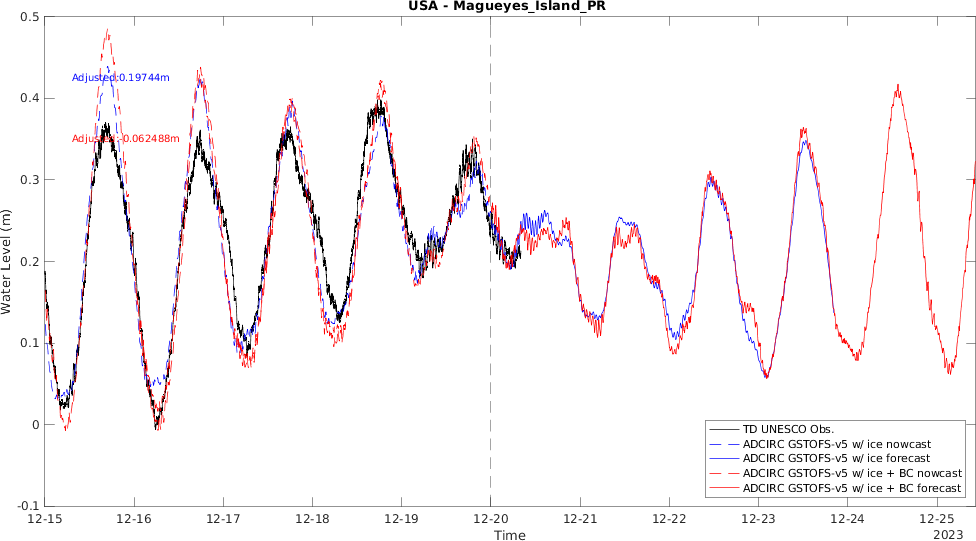 USA - Magueyes_Island_PR
0.5
0.4
0.3
0.2
0.1
0
-0.1
Water Level (m)
Adjusted:0.19744m
Adjusted:-0.062488m
12-15
12-16
12-17
12-18
12-19
12-20
12-21
12-22
12-23
12-24
12-25
2023
Time
TD UNESCO Obs.
ADCIRC GSTOFS-v5 w/ ice nowcast
ADCIRC GSTOFS-v5 w/ ice forecast
ADCIRC GSTOFS-v5 w/ ice + BC nowcast
ADCIRC GSTOFS-v5 w/ ice + BC forecast